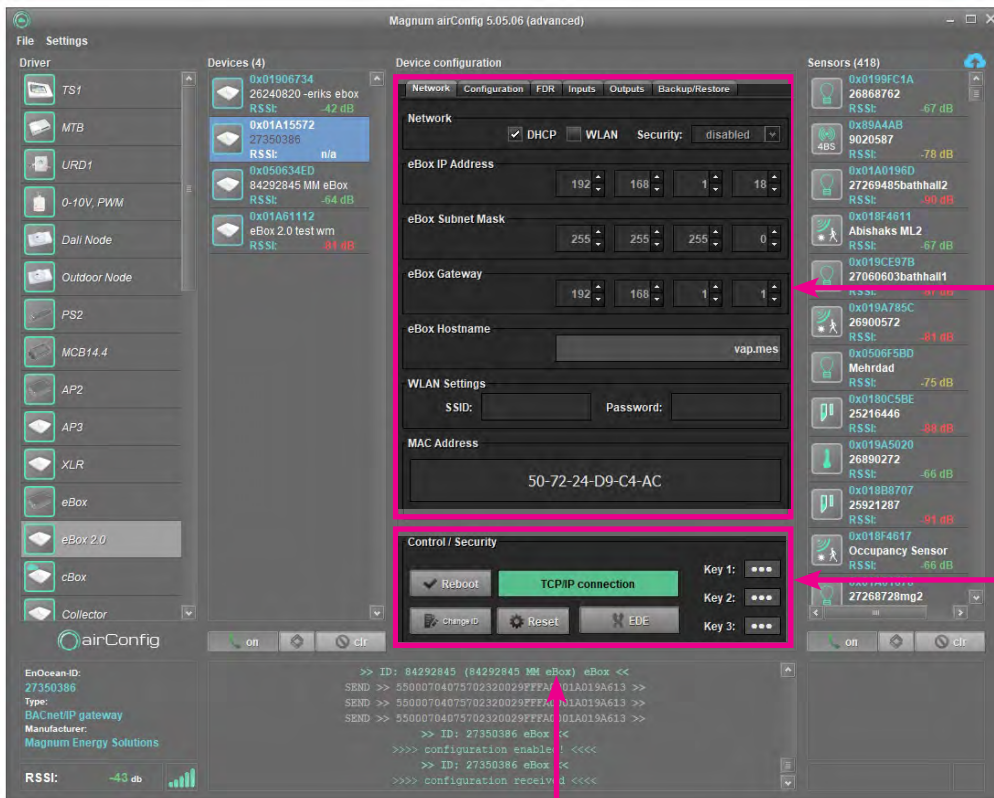 Magnum airConfig 5.05.06 (advanced)
File Settings
Driver
TS1
MTB
URD1
0-10V, PWM
Dali Node
Outdoor Node
PS2
MCB14.4
AP2
AP3
XLR
eBox
eBox 2.0
cBox
Collector
airConfig
Devices (4)
0x01906734
26240820 -eriks ebox
RSSI: -42 dB
0x01A15572
27350386
RSSI: n/a
0x050634ED
84292845 MM eBox
RSSI: -64 dB
0x01A61112
eBox 2.0 test wm
RSSI: -81 dB
on
clr
Device configuration
Network Configuration FDR Inputs Outputs Backup/Restore
Network
DHCP WLAN Security: disabled
eBox IP Address
192 168 1 18
eBox Subnet Mask
255 255 255 0
eBox Gateway
192 168 1 1
eBox Hostname
vap.mes
WLAN Settings
SSID: Password:
MAC Address
50-72-24-D9-C4-AC
Control / Security
Reboot TCP/IP connection Key 1: •••
Key 2: •••
Change ID Reset EDE Key 3: •••
Sensors (418)
0x0199FC1A
26868762
RSSI: -67 dB
4BS
0x89A4AB
9020587
RSSI: -78 dB
0x01A0196D
27269485bathhall2
RSSI: -90 dB
0x018F4611
Abishaks ML2
RSSI: -67 dB
0x019CE97B
27060603bathhall1
RSSI:
0x019A785C
26900572
RSSI: -81 dB
0x0506F5BD
Mehrdad
RSSI: -75 dB
0x0180C5BE
25216446
RSSI: -88 dB
0x019A5020
26890272
RSSI: -66 dB
0x018B8707
25921287
RSSI: -91 dB
0x018F4617
Occupancy Sensor
RSSI: -66 dB
27268728mg2
on
clr
EnOcean-ID:
27350386
Type:
BACnet/IP gateway
Manufacturer:
Magnum Energy Solutions
RSSI: -43 db
>> ID: 84292845 (84292845 MM eBox) eBox <<
SEND >> >>
SEND >> >>
SEND >> >>
>> ID: 27350386 eBox <<
>>>> configuration enabled! <<<<
>> ID: 27350386 eBox <<
>>>> configuration received <<<<